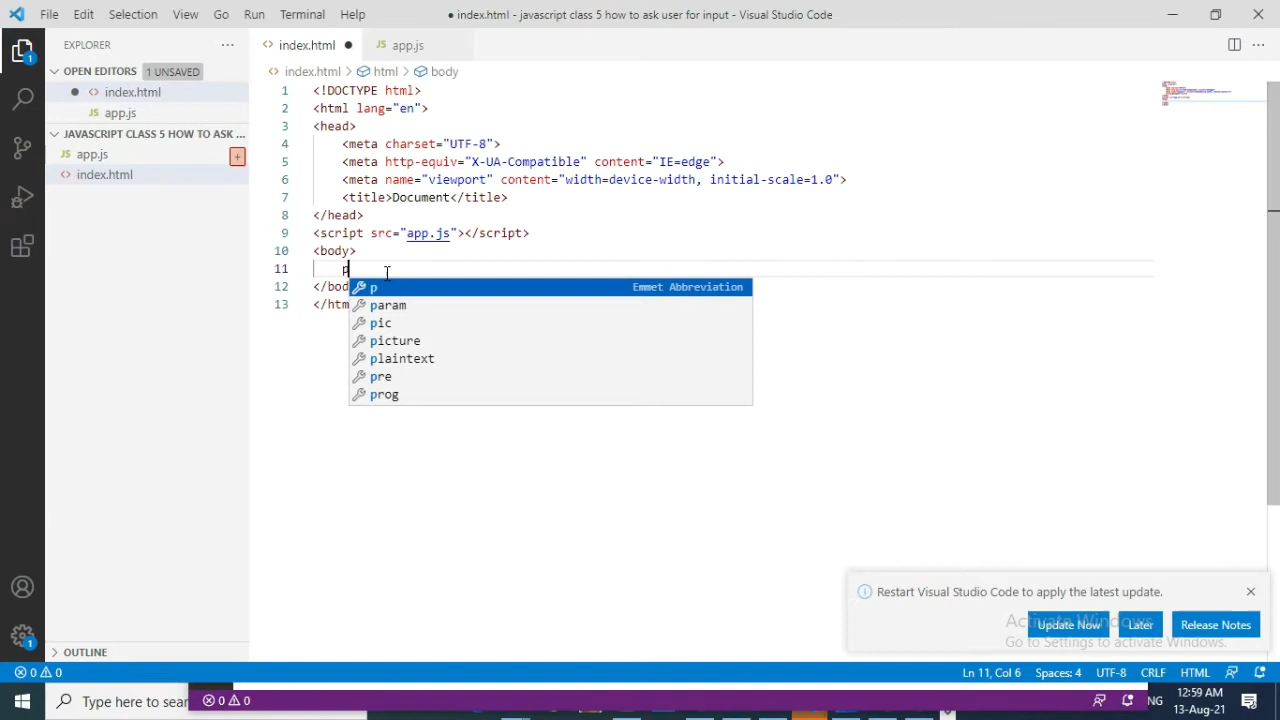 File Edit Selection View Go Run Terminal Help
● index.html - javascript class 5 how to ask user for input - Visual Studio Code
EXPLORER
OPEN EDITORS 1 UNSAVED
index.html
app.js
JAVASCRIPT CLASS 5 HOW TO ASK ...
app.js
index.html
OUTLINE
index.html
app.js
index.html > html > body
1 <!DOCTYPE html>
2 <html lang="en">
3 <head>
4 <meta charset="UTF-8">
5 <meta http-equiv="X-UA-Compatible" content="IE=edge">
6 <meta name="viewport" content="width=device-width, initial-scale=1.0">
7 <title>Document</title>
8 </head>
9 <script src="app.js"></script>
10 <body>
11 p
12 </bod
13 </htm
p Emmet Abbreviation
param
pic
picture
plaintext
pre
prog
Restart Visual Studio Code to apply the latest update.
Update Now Later Release Notes
Activate Windows
Go to Settings to activate Windows.
1
1
0 0
Ln 11, Col 6 Spaces: 4 UTF-8 CRLF HTML
Type here to sear
0 0
NG
12:59 AM
13-Aug-21